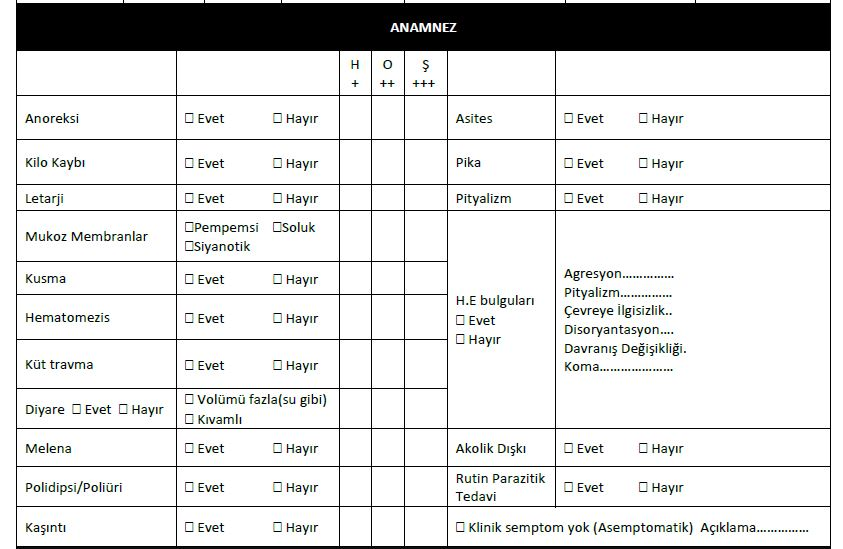 ANAMNEZ
H O Ş
+ ++ +++
Anoreksi ☐ Evet ☐ Hayır Asites ☐ Evet ☐ Hayır
Kilo Kaybı ☐ Evet ☐ Hayır Pika ☐ Evet ☐ Hayır
Letarji ☐ Evet ☐ Hayır Pityalizm ☐ Evet ☐ Hayır
Mukoz Membranlar ☐Pempemsi ☐Soluk
☐Siyanotik
Kusma ☐ Evet ☐ Hayır
Hematomezis ☐ Evet ☐ Hayır
Küt travma ☐ Evet ☐ Hayır
Diyare ☐ Evet ☐ Hayır ☐ Volümü fazla(su gibi)
☐ Kıvamlı
H.E bulguları
☐ Evet
☐ Hayır
Agresyon……………
Pityalizm……………
Çevreye İlgisizlik..
Disoryantasyon….
Davranış Değişikliği.
Koma…………………
Melena ☐ Evet ☐ Hayır Akolik Dışkı ☐ Evet ☐ Hayır
Polidipsi/Poliüri ☐ Evet ☐ Hayır Rutin Parazitik
Tedavi ☐ Evet ☐ Hayır
Kaşıntı ☐ Evet ☐ Hayır ☐ Klinik semptom yok (Asemptomatik) Açıklama……………